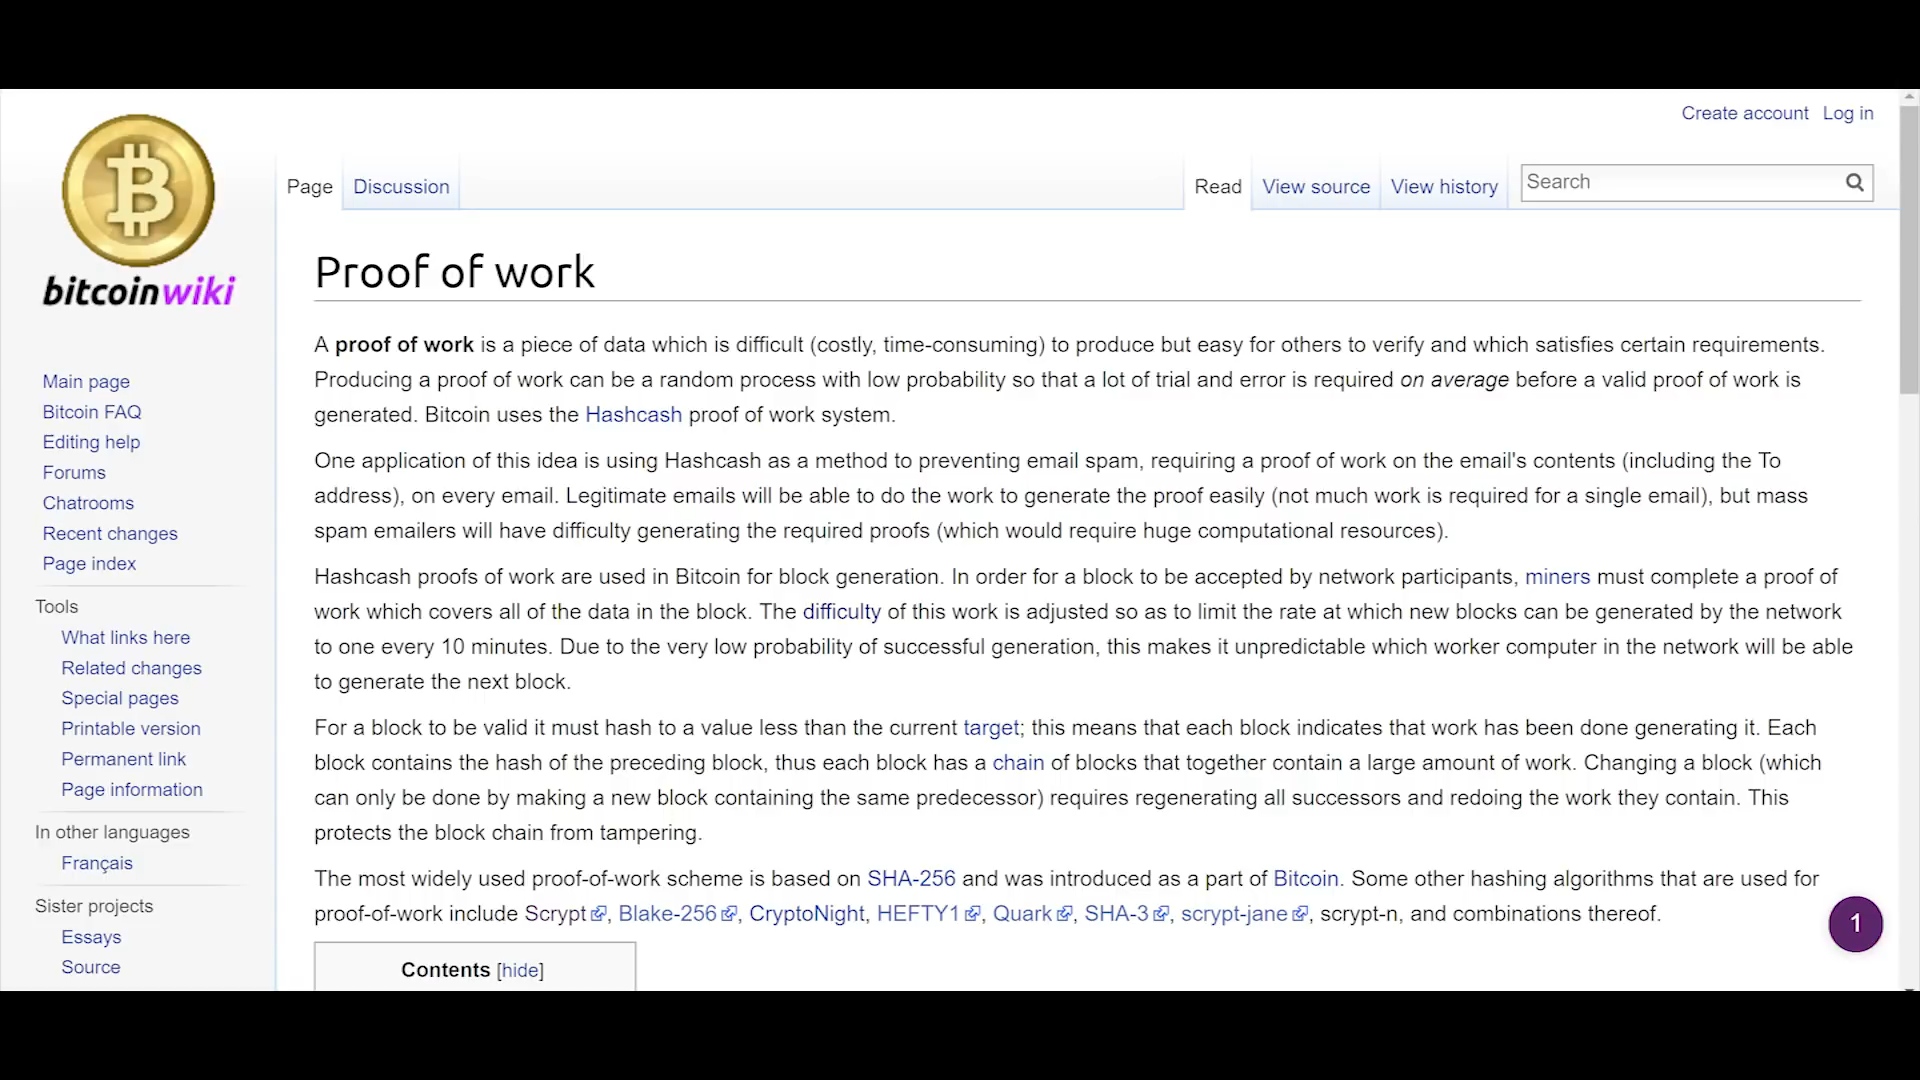 Create account Log in
Page Discussion Read View source View history Search
bitcoinwiki
Main page
Bitcoin FAQ
Editing help
Forums
Chatrooms
Recent changes
Page index
Tools
What links here
Related changes
Special pages
Printable version
Permanent link
Page information
In other languages
Français
Sister projects
Essays
Source
Proof of work
A proof of work is a piece of data which is difficult (costly, time-consuming) to produce but easy for others to verify and which satisfies certain requirements.
Producing a proof of work can be a random process with low probability so that a lot of trial and error is required on average before a valid proof of work is
generated. Bitcoin uses the Hashcash proof of work system.
One application of this idea is using Hashcash as a method to preventing email spam, requiring a proof of work on the email's contents (including the To
address), on every email. Legitimate emails will be able to do the work to generate the proof easily (not much work is required for a single email), but mass
spam emailers will have difficulty generating the required proofs (which would require huge computational resources).
Hashcash proofs of work are used in Bitcoin for block generation. In order for a block to be accepted by network participants, miners must complete a proof of
work which covers all of the data in the block. The difficulty of this work is adjusted so as to limit the rate at which new blocks can be generated by the network
to one every 10 minutes. Due to the very low probability of successful generation, this makes it unpredictable which worker computer in the network will be able
to generate the next block.
For a block to be valid it must hash to a value less than the current target; this means that each block indicates that work has been done generating it. Each
block contains the hash of the preceding block, thus each block has a chain of blocks that together contain a large amount of work. Changing a block (which
can only be done by making a new block containing the same predecessor) requires regenerating all successors and redoing the work they contain. This
protects the block chain from tampering.
The most widely used proof-of-work scheme is based on SHA-256 and was introduced as a part of Bitcoin. Some other hashing algorithms that are used for
proof-of-work include Scrypt, Blake-256, CryptoNight, HEFTY1, Quark, SHA-3, scrypt-jane, scrypt-n, and combinations thereof.
1
Contents [hide]